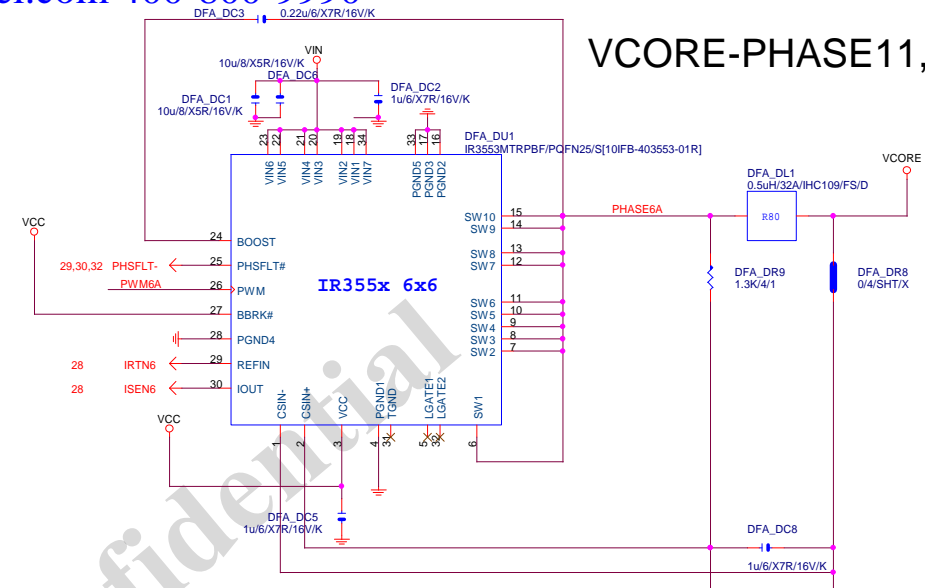 DFA_DC3 0.22u/6/X7R/16V/K
VCORE-PHASE11,
VIN
10u/8/X5R/16V/K
DFA_DC6
DFA_DC1
10u/8/X5R/16V/K
DFA_DC2
1u/6/X7R/16V/K
DFA_DU1
IR3553MTRPBF/PQFN25/S[10IFB-403553-01R]
23 22 21 20 19 18 34 33 17 16
VIN6 VIN5 VIN4 VIN3 VIN2 VIN1 VIN7 PGND5 PGND3 PGND2
VCORE
DFA_DL1
0.5uH/32A/IHC109/FS/D
R80
PHASE6A
SW10 15
SW9 14
SW8 13
SW7 12
SW6 11
SW5 10
SW4 9
SW3 8
SW2 7
VCC
24 BOOST
29,30,32 PHSFLT- 25 PHSFLT#
PWM6A 26 PWM
27 BBRK#
28 PGND4
28 IRTN6 29 REFIN
28 ISEN6 30 IOUT
IR355x 6x6
DFA_DR9
1.3K/4/1
DFA_DR8
0/4/SHT/X
CSIN- CSIN+ VCC PGND1 TGND LGATE1 LGATE2 SW1
1 2 3 4 31 5 32 6
VCC
DFA_DC5
1u/6/X7R/16V/K
DFA_DC8
1u/6/X7R/16V/K
fidential